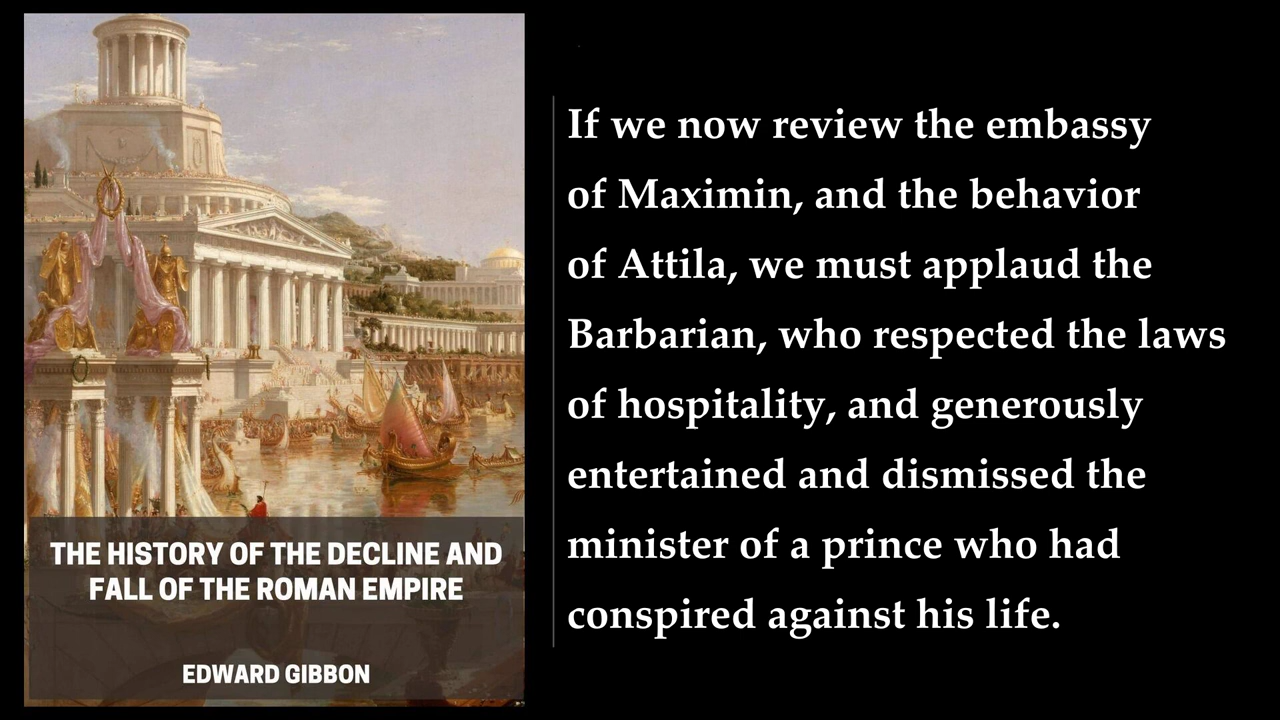 THE HISTORY OF THE DECLINE AND
FALL OF THE ROMAN EMPIRE
EDWARD GIBBON
If we now review the embassy
of Maximin, and the behavior
of Attila, we must applaud the
Barbarian, who respected the laws
of hospitality, and generously
entertained and dismissed the
minister of a prince who had
conspired against his life.